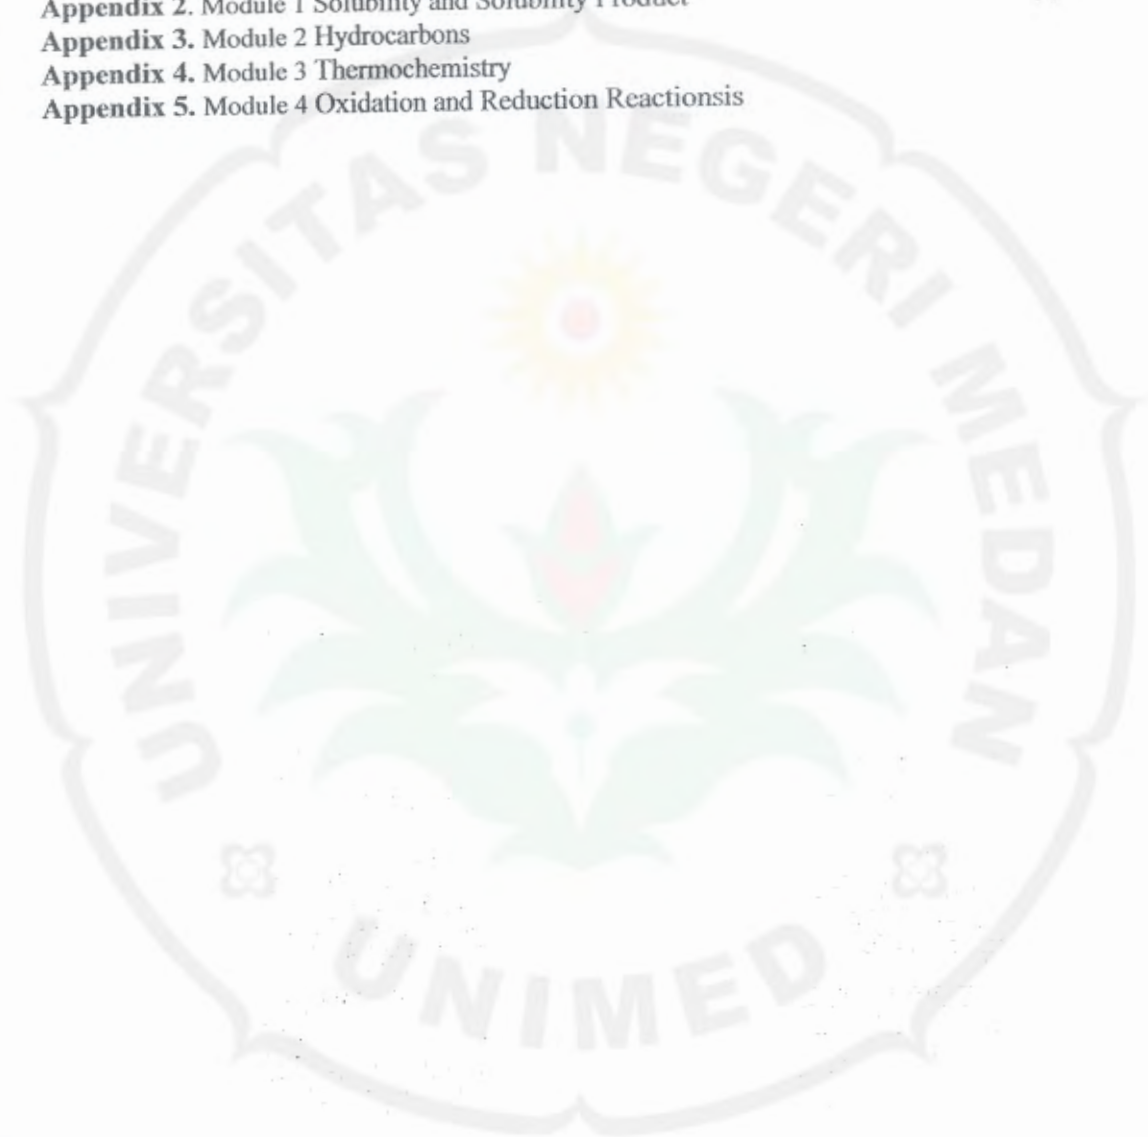 Appendix 2. Module 1 Solubility and Solubility Product
Appendix 3. Module 2 Hydrocarbons
Appendix 4. Module 3 Thermochemistry
Appendix 5. Module 4 Oxidation and Reduction Reactionsis
UNIVERSITAS NEGERI MEDAN
UNIMED